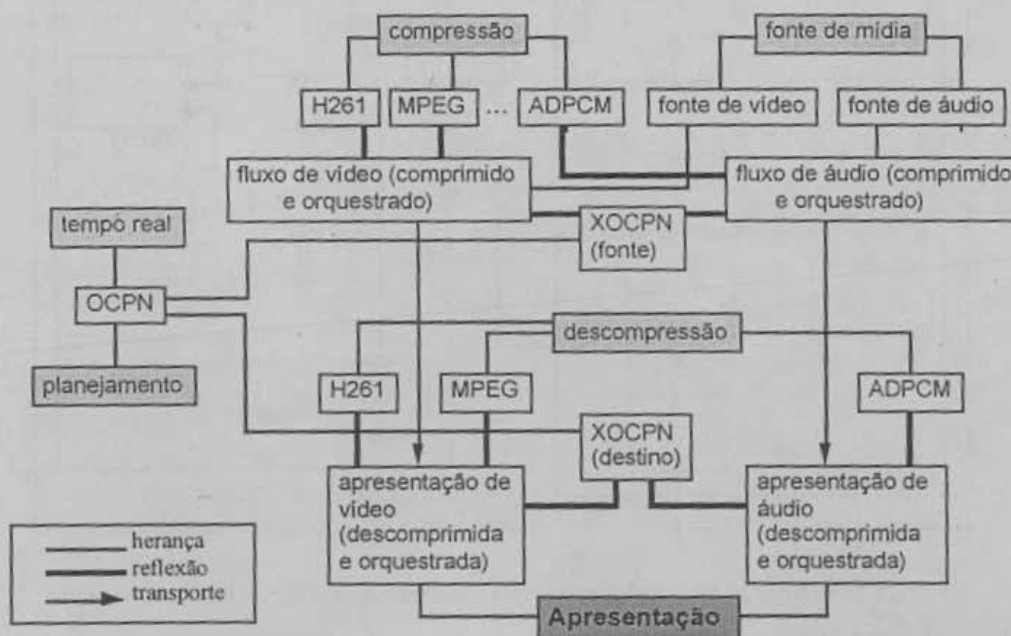 compressão
fonte de mídia
H261
MPEG
...
ADPCM
fonte de vídeo
fonte de áudio
fluxo de vídeo (comprimido
e orquestrado)
fluxo de áudio (comprimido
e orquestrado)
tempo real
XOCPN
(fonte)
OCPN
descompressão
planejamento
H261
MPEG
ADPCM
XOCPN
(destino)
apresentação de
vídeo
(descomprimida
e orquestrada)
apresentação de
áudio
(descomprimida
e orquestrada)
herança
reflexão
transporte
Apresentação